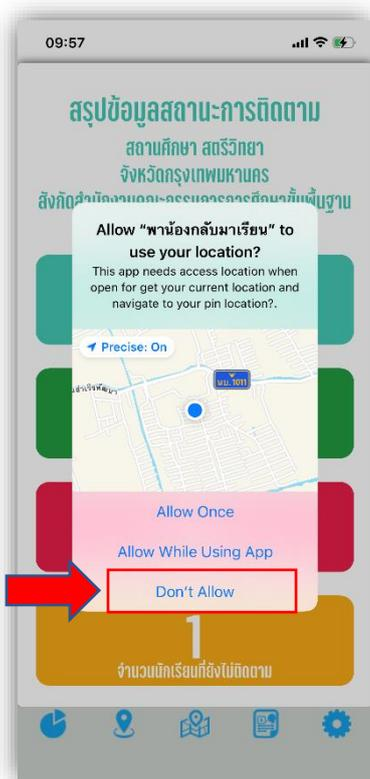 09:57
สรุปข้อมูลสถานะการติดตาม
สถานศึกษา สตรีวิทยา
จังหวัดกรุงเทพมหานคร
สังกัดสำนักงานคณะกรรมการการศึกษาขั้นพื้นฐาน
Allow “พาน้องกลับมาเรียน” to
use your location?
This app needs access location when
open for get your current location and
navigate to your pin location?.
Precise: On
นบ.1011
Allow Once
Allow While Using App
Don’t Allow
1
จำนวนนักเรียนที่ยังไม่ติดตาม